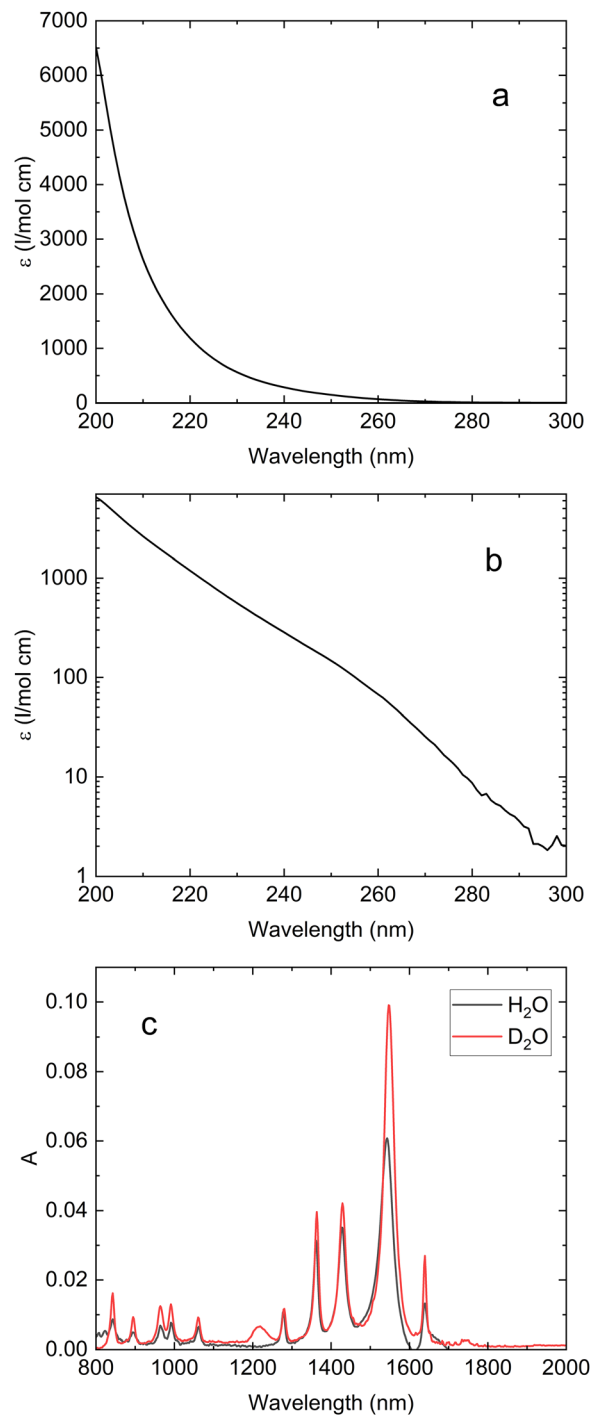 7000
6000
5000
4000
3000
2000
1000
0
ε (l/mol cm)
a
200 220 240 260 280 300
Wavelength (nm)
1000
100
10
1
ε (l/mol cm)
b
200 220 240 260 280 300
Wavelength (nm)
0.10
0.08
0.06
0.04
0.02
0.00
A
c
H₂O
D₂O
800 1000 1200 1400 1600 1800 2000
Wavelength (nm)